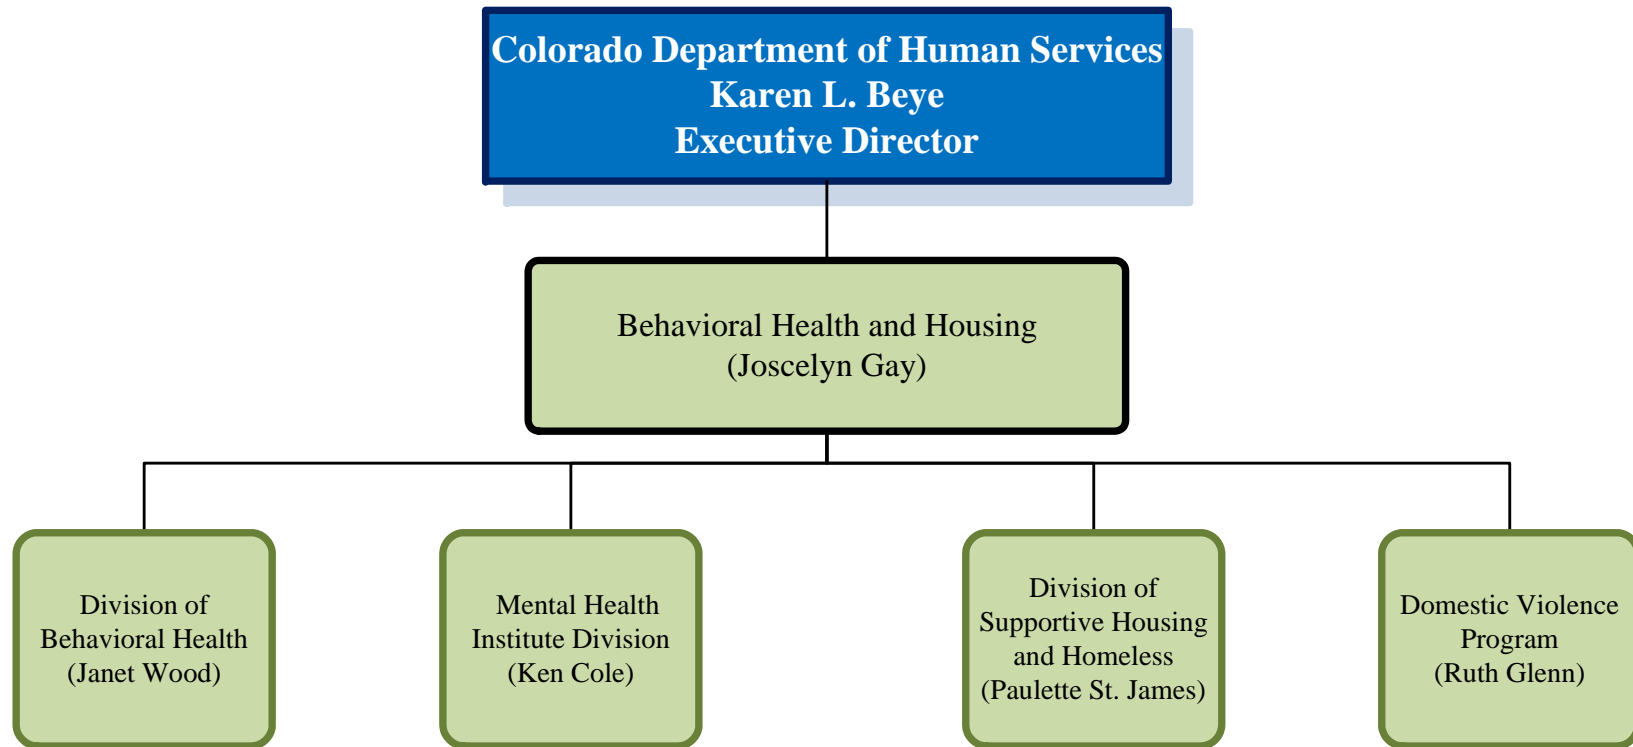 Colorado Department of Human Services
Karen L. Beye
Executive Director
Behavioral Health and Housing
(Joscelyn Gay)
Division of
Behavioral Health
(Janet Wood)
Mental Health
Institute Division
(Ken Cole)
Division of
Supportive Housing
and Homeless
(Paulette St. James)
Domestic Violence
Program
(Ruth Glenn)